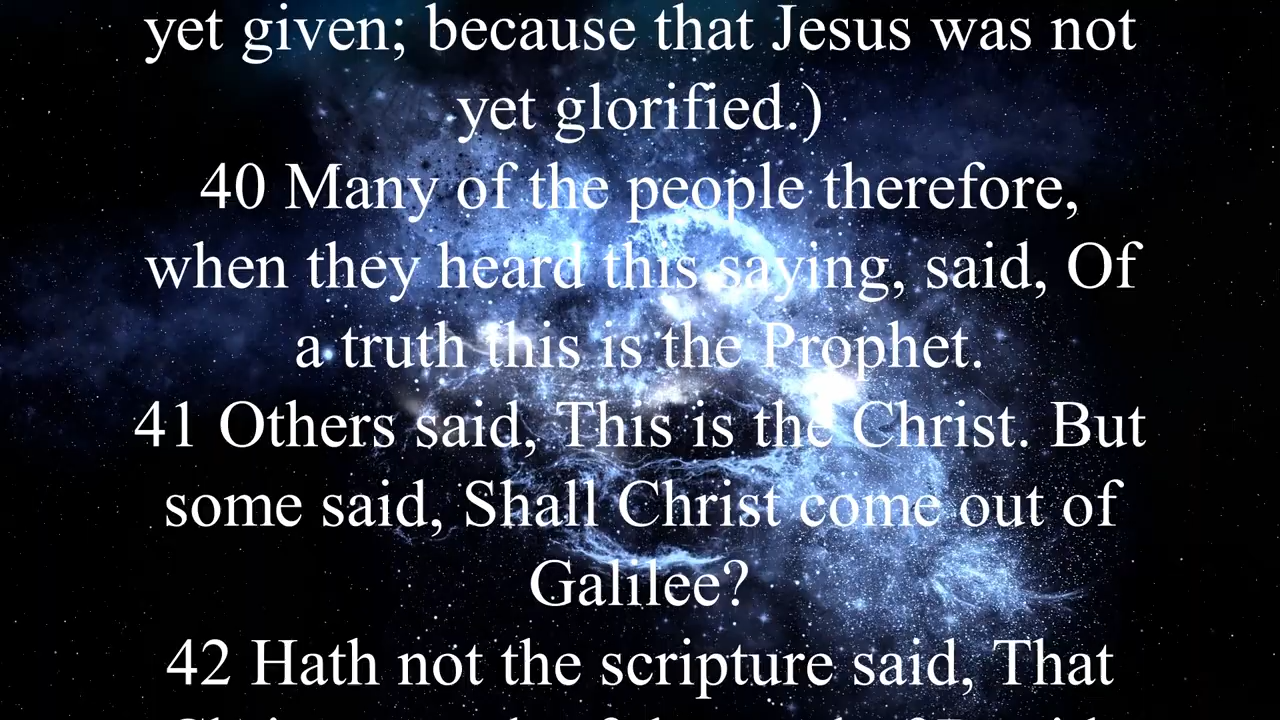 yet given; because that Jesus was not
yet glorified.)
40 Many of the people therefore,
when they heard this saying, said, Of
a truth this is the Prophet.
41 Others said, This is the Christ. But
some said, Shall Christ come out of
Galilee?
42 Hath not the scripture said, That